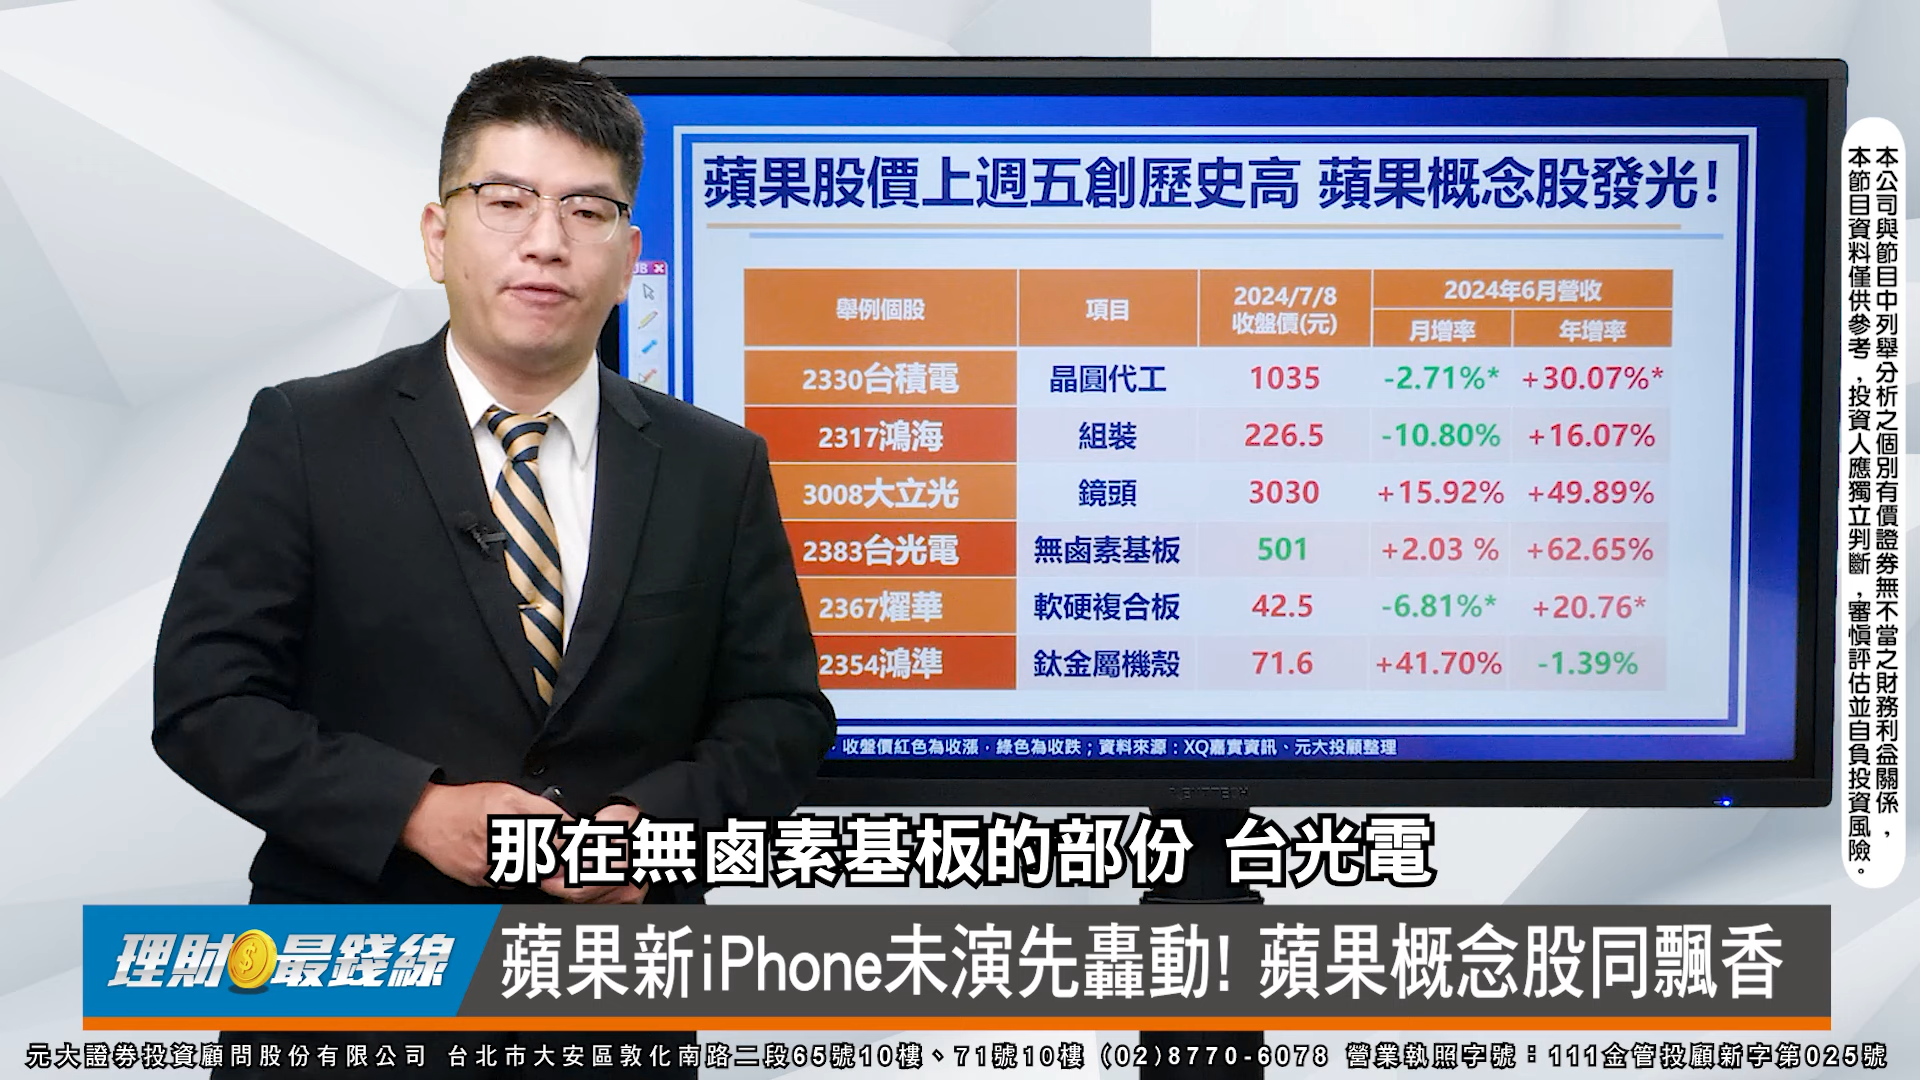 蘋果股價上週五創歷史高 蘋果概念股發光!
舉例個股 項目 2024/7/8 收盤價(元) 2024年6月營收
月增率 年增率
2330台積電 晶圓代工 1035 -2.71%* +30.07%*
2317鴻海 組裝 226.5 -10.80% +16.07%
3008大立光 鏡頭 3030 +15.92% +49.89%
2383台光電 無鹵素基板 501 +2.03 % +62.65%
2367燿華 軟硬複合板 42.5 -6.81%* +20.76*
2354鴻準 鈦金屬機殼 71.6 +41.70% -1.39%
，收盤價紅色為收漲，綠色為收跌；資料來源：XQ嘉實資訊、元大投顧整理
本公司與節目中列舉分析之個別有價證券無不當之財務利益關係，
本節目資料僅供參考，投資人應獨立判斷，審慎評估並自負投資風險。
那在無鹵素基板的部份 台光電
理財最錢線
蘋果新iPhone未演先轟動! 蘋果概念股同飄香
元大證券投資顧問股份有限公司 台北市大安區敦化南路二段65號10樓、71號10樓 (02)8770-6078 營業執照字號：111金管投顧新字第025號